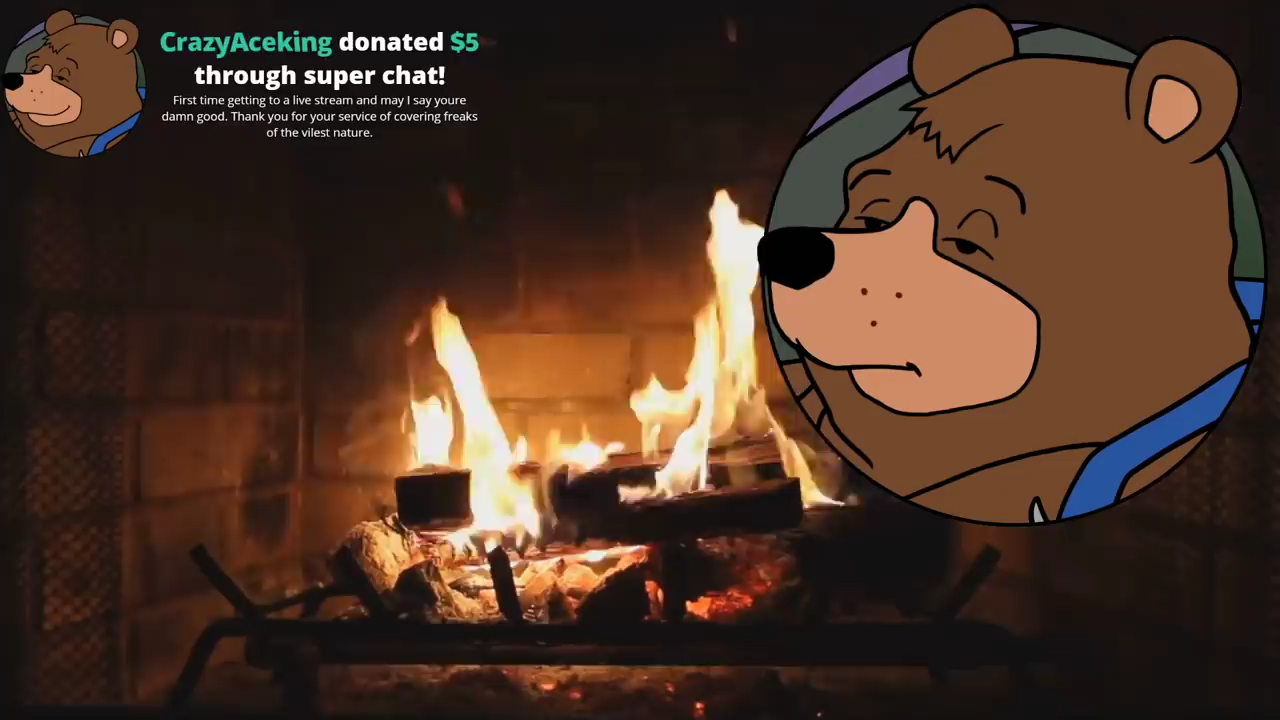 CrazyAceking donated $5
through super chat!
First time getting to a live stream and may I say youre
damn good. Thank you for your service of covering freaks
of the vilest nature.